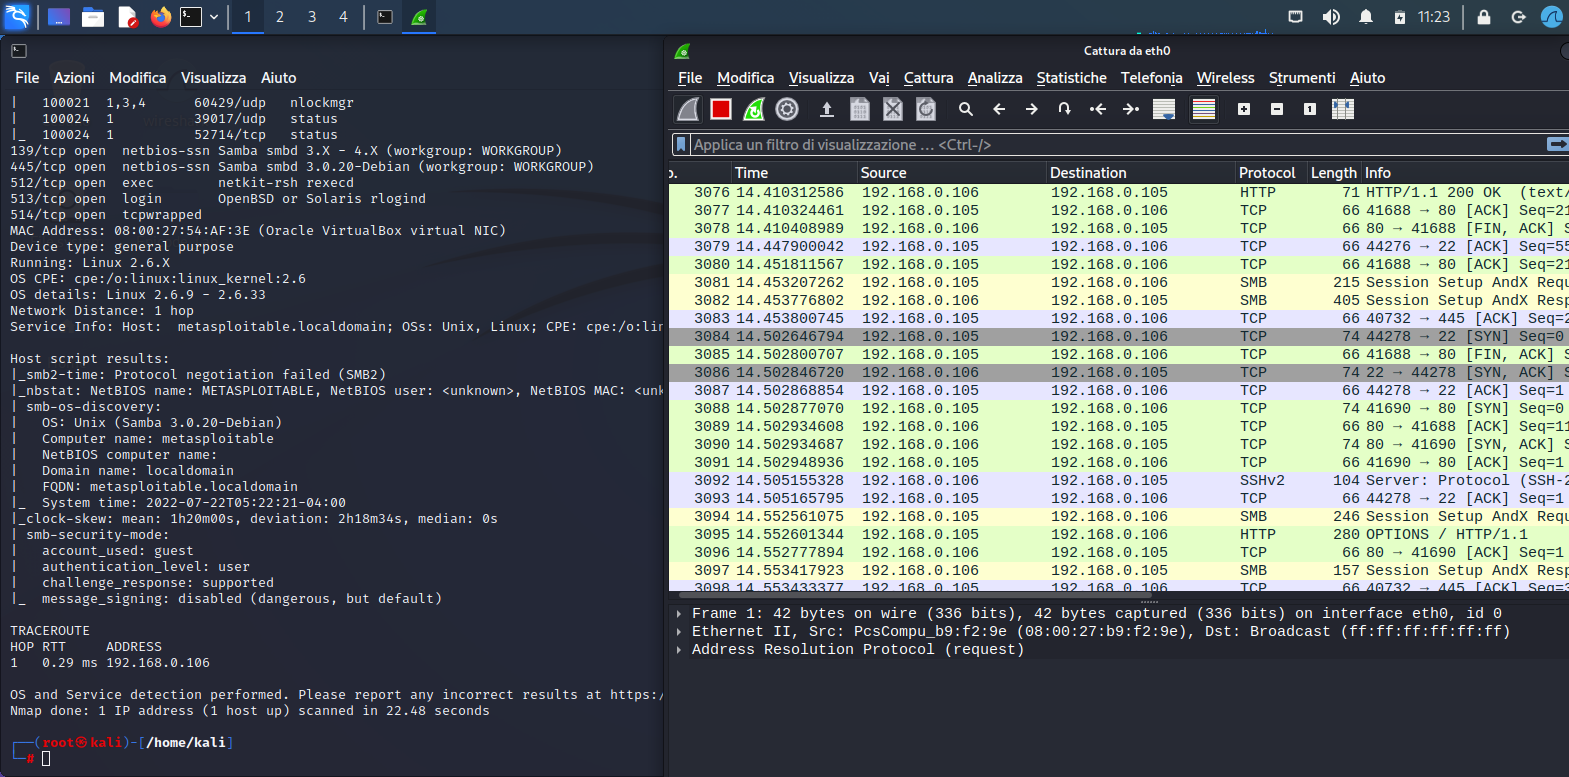 1 2 3 4 11:23
File Azioni Modifica Visualizza Aiuto
| 100021 1,3,4 60429/udp nlockmgr
| 100024 1 39017/udp status
|_ 100024 1 52714/tcp status
139/tcp open netbios-ssn Samba smbd 3.X - 4.X (workgroup: WORKGROUP)
445/tcp open netbios-ssn Samba smbd 3.0.20-Debian (workgroup: WORKGROUP)
512/tcp open exec netkit-rsh rexecd
513/tcp open login OpenBSD or Solaris rlogind
514/tcp open tcpwrapped
MAC Address: 08:00:27:54:AF:3E (Oracle VirtualBox virtual NIC)
Device type: general purpose
Running: Linux 2.6.X
OS CPE: cpe:/o:linux:linux_kernel:2.6
OS details: Linux 2.6.9 - 2.6.33
Network Distance: 1 hop
Service Info: Host: metasploitable.localdomain; OSs: Unix, Linux; CPE: cpe:/o:lin
Host script results:
|_smb2-time: Protocol negotiation failed (SMB2)
|_nbstat: NetBIOS name: METASPLOITABLE, NetBIOS user: <unknown>, NetBIOS MAC: <unk
| smb-os-discovery:
| OS: Unix (Samba 3.0.20-Debian)
| Computer name: metasploitable
| NetBIOS computer name:
| Domain name: localdomain
| FQDN: metasploitable.localdomain
|_ System time: 2022-07-22T05:22:21-04:00
|_clock-skew: mean: 1h20m00s, deviation: 2h18m34s, median: 0s
| smb-security-mode:
| account_used: guest
| authentication_level: user
| challenge_response: supported
|_ message_signing: disabled (dangerous, but default)
TRACEROUTE
HOP RTT ADDRESS
1 0.29 ms 192.168.0.106
OS and Service detection performed. Please report any incorrect results at https:/
Nmap done: 1 IP address (1 host up) scanned in 22.48 seconds
(root㉿kali)-[/home/kali]
#
Cattura da eth0
File Modifica Visualizza Vai Cattura Analizza Statistiche Telefonia Wireless Strumenti Aiuto
Applica un filtro di visualizzazione … <Ctrl-/>
o. Time Source Destination Protocol Length Info
3076 14.410312586 192.168.0.106 192.168.0.105 HTTP 71 HTTP/1.1 200 OK (text/
3077 14.410324461 192.168.0.105 192.168.0.106 TCP 66 41688 → 80 [ACK] Seq=21
3078 14.410408989 192.168.0.106 192.168.0.105 TCP 66 80 → 41688 [FIN, ACK] S
3079 14.447900042 192.168.0.105 192.168.0.106 TCP 66 44276 → 22 [ACK] Seq=55
3080 14.451811567 192.168.0.105 192.168.0.106 TCP 66 41688 → 80 [ACK] Seq=21
3081 14.453207262 192.168.0.105 192.168.0.106 SMB 215 Session Setup AndX Requ
3082 14.453776802 192.168.0.106 192.168.0.105 SMB 405 Session Setup AndX Resp
3083 14.453800745 192.168.0.105 192.168.0.106 TCP 66 40732 → 445 [ACK] Seq=2
3084 14.502646794 192.168.0.105 192.168.0.106 TCP 74 44278 → 22 [SYN] Seq=0
3085 14.502800707 192.168.0.105 192.168.0.106 TCP 66 41688 → 80 [FIN, ACK] S
3086 14.502846720 192.168.0.106 192.168.0.105 TCP 74 22 → 44278 [SYN, ACK] S
3087 14.502868854 192.168.0.105 192.168.0.106 TCP 66 44278 → 22 [ACK] Seq=1
3088 14.502877070 192.168.0.105 192.168.0.106 TCP 74 41690 → 80 [SYN] Seq=0
3089 14.502934608 192.168.0.106 192.168.0.105 TCP 66 80 → 41688 [ACK] Seq=11
3090 14.502934687 192.168.0.106 192.168.0.105 TCP 74 80 → 41690 [SYN, ACK] S
3091 14.502948936 192.168.0.105 192.168.0.106 TCP 66 41690 → 80 [ACK] Seq=1
3092 14.505155328 192.168.0.106 192.168.0.105 SSHv2 104 Server: Protocol (SSH-2
3093 14.505165795 192.168.0.105 192.168.0.106 TCP 66 44278 → 22 [ACK] Seq=1
3094 14.552561075 192.168.0.105 192.168.0.106 SMB 246 Session Setup AndX Requ
3095 14.552601344 192.168.0.105 192.168.0.106 HTTP 280 OPTIONS / HTTP/1.1
3096 14.552777894 192.168.0.106 192.168.0.105 TCP 66 80 → 41690 [ACK] Seq=1
3097 14.553417923 192.168.0.106 192.168.0.105 SMB 157 Session Setup AndX Resp
3098 14.553433377 192.168.0.105 192.168.0.106 TCP 66 40732 → 445 [ACK] Seq=3
Frame 1: 42 bytes on wire (336 bits), 42 bytes captured (336 bits) on interface eth0, id 0
Ethernet II, Src: PcsCompu_b9:f2:9e (08:00:27:b9:f2:9e), Dst: Broadcast (ff:ff:ff:ff:ff:ff)
Address Resolution Protocol (request)